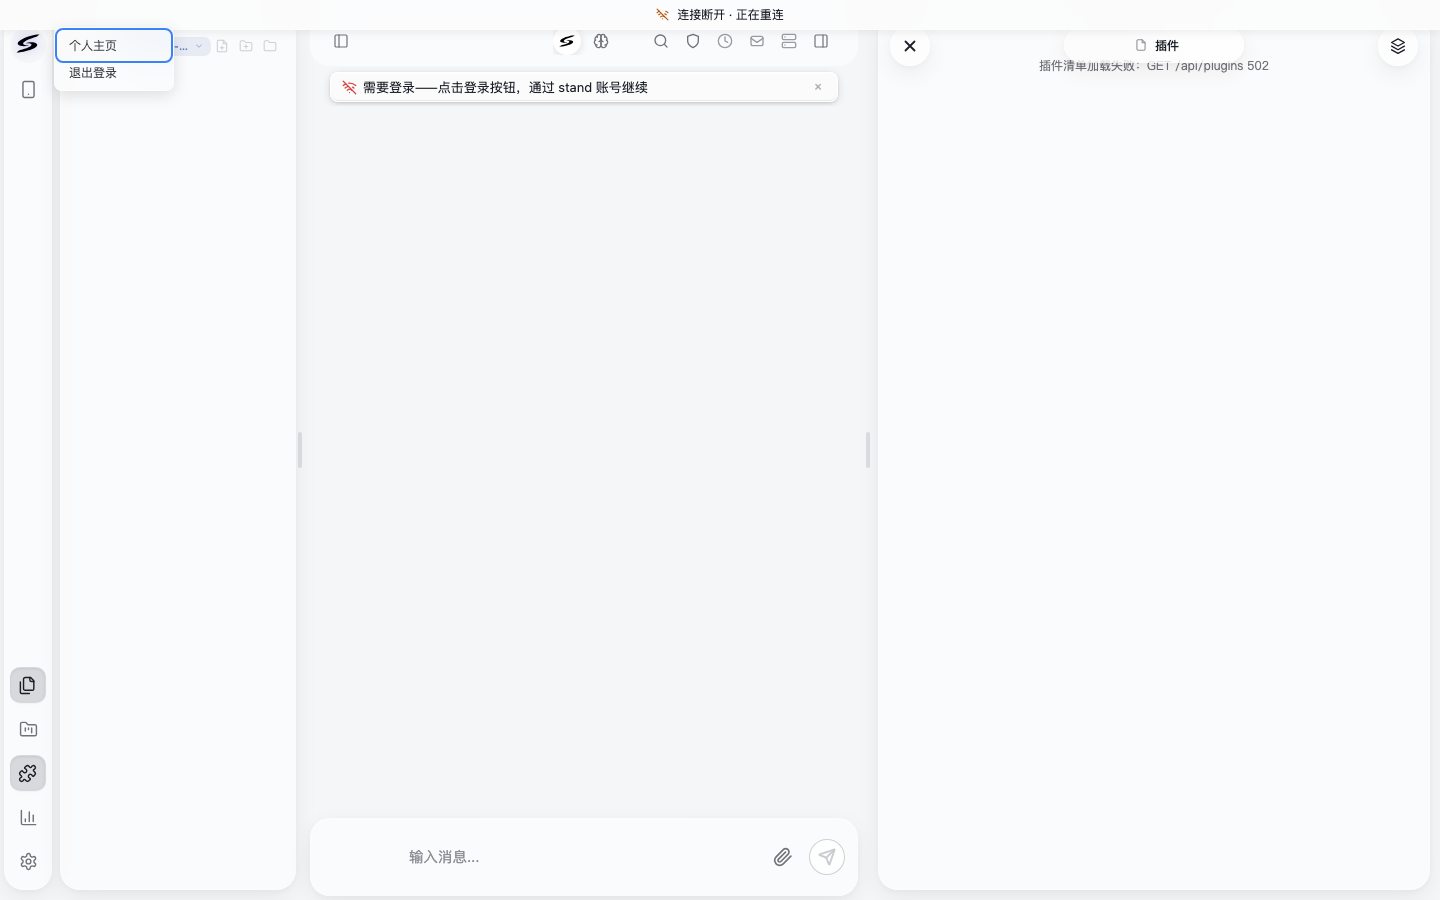 连接断开 · 正在重连
个人主页
-...
退出登录
需要登录——点击登录按钮，通过 stand 账号继续
插件
插件清单加载失败：GET /api/plugins 502
输入消息...